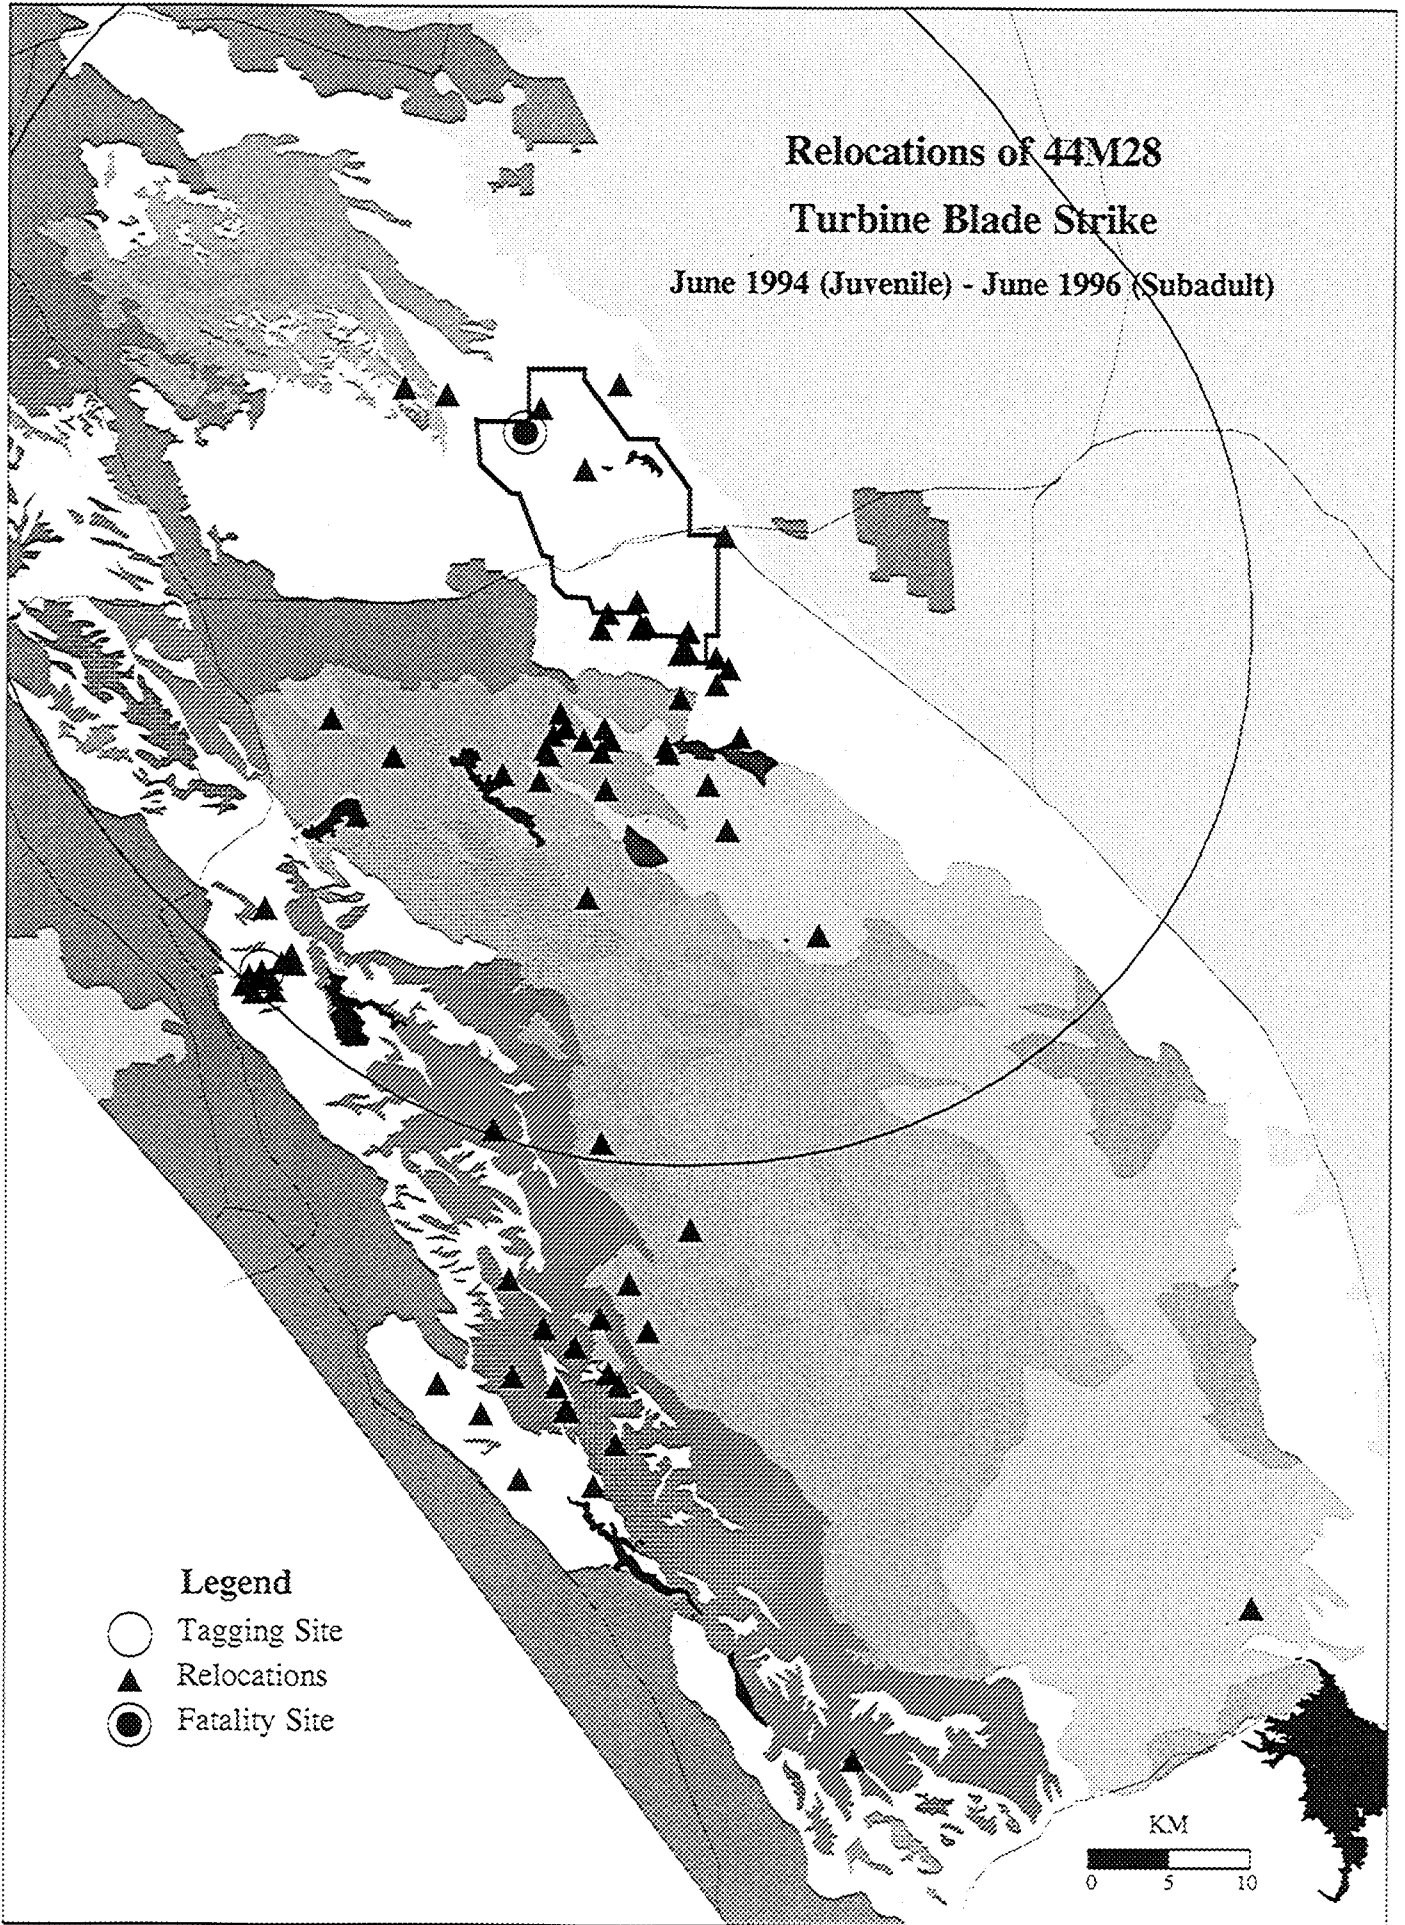 Relocations of 44M28
Turbine Blade Strike
June 1994 (Juvenile) - June 1996 (Subadult)
Legend
Tagging Site
Relocations
Fatality Site
KM
0 5 10